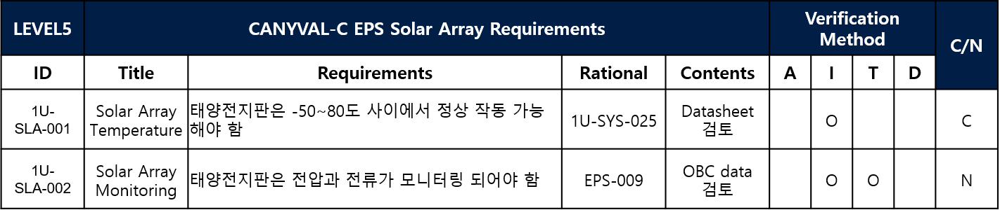 LEVEL5
CANYVAL-C EPS Solar Array Requirements
Verification
Method
C/N
ID
Title
Requirements
Rational
Contents
A
I
T
D
1U-
SLA-001
Solar Array
Temperature
태양전지판은 -50~80도 사이에서 정상 작동 가능
해야 함
1U-SYS-025
Datasheet
검토
O
C
1U-
SLA-002
Solar Array
Monitoring
태양전지판은 전압과 전류가 모니터링 되어야 함
EPS-009
OBC data
검토
O
O
N